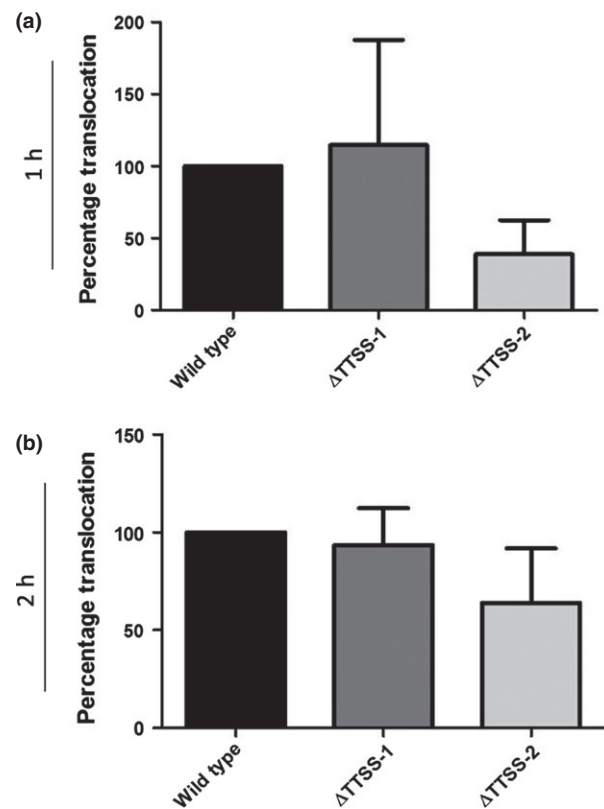 (a)
1 h
Percentage translocation
200
150
100
50
0
Wild type
ΔTTSS-1
ΔTTSS-2
(b)
2 h
Percentage translocation
150
100
50
0
Wild type
ΔTTSS-1
ΔTTSS-2